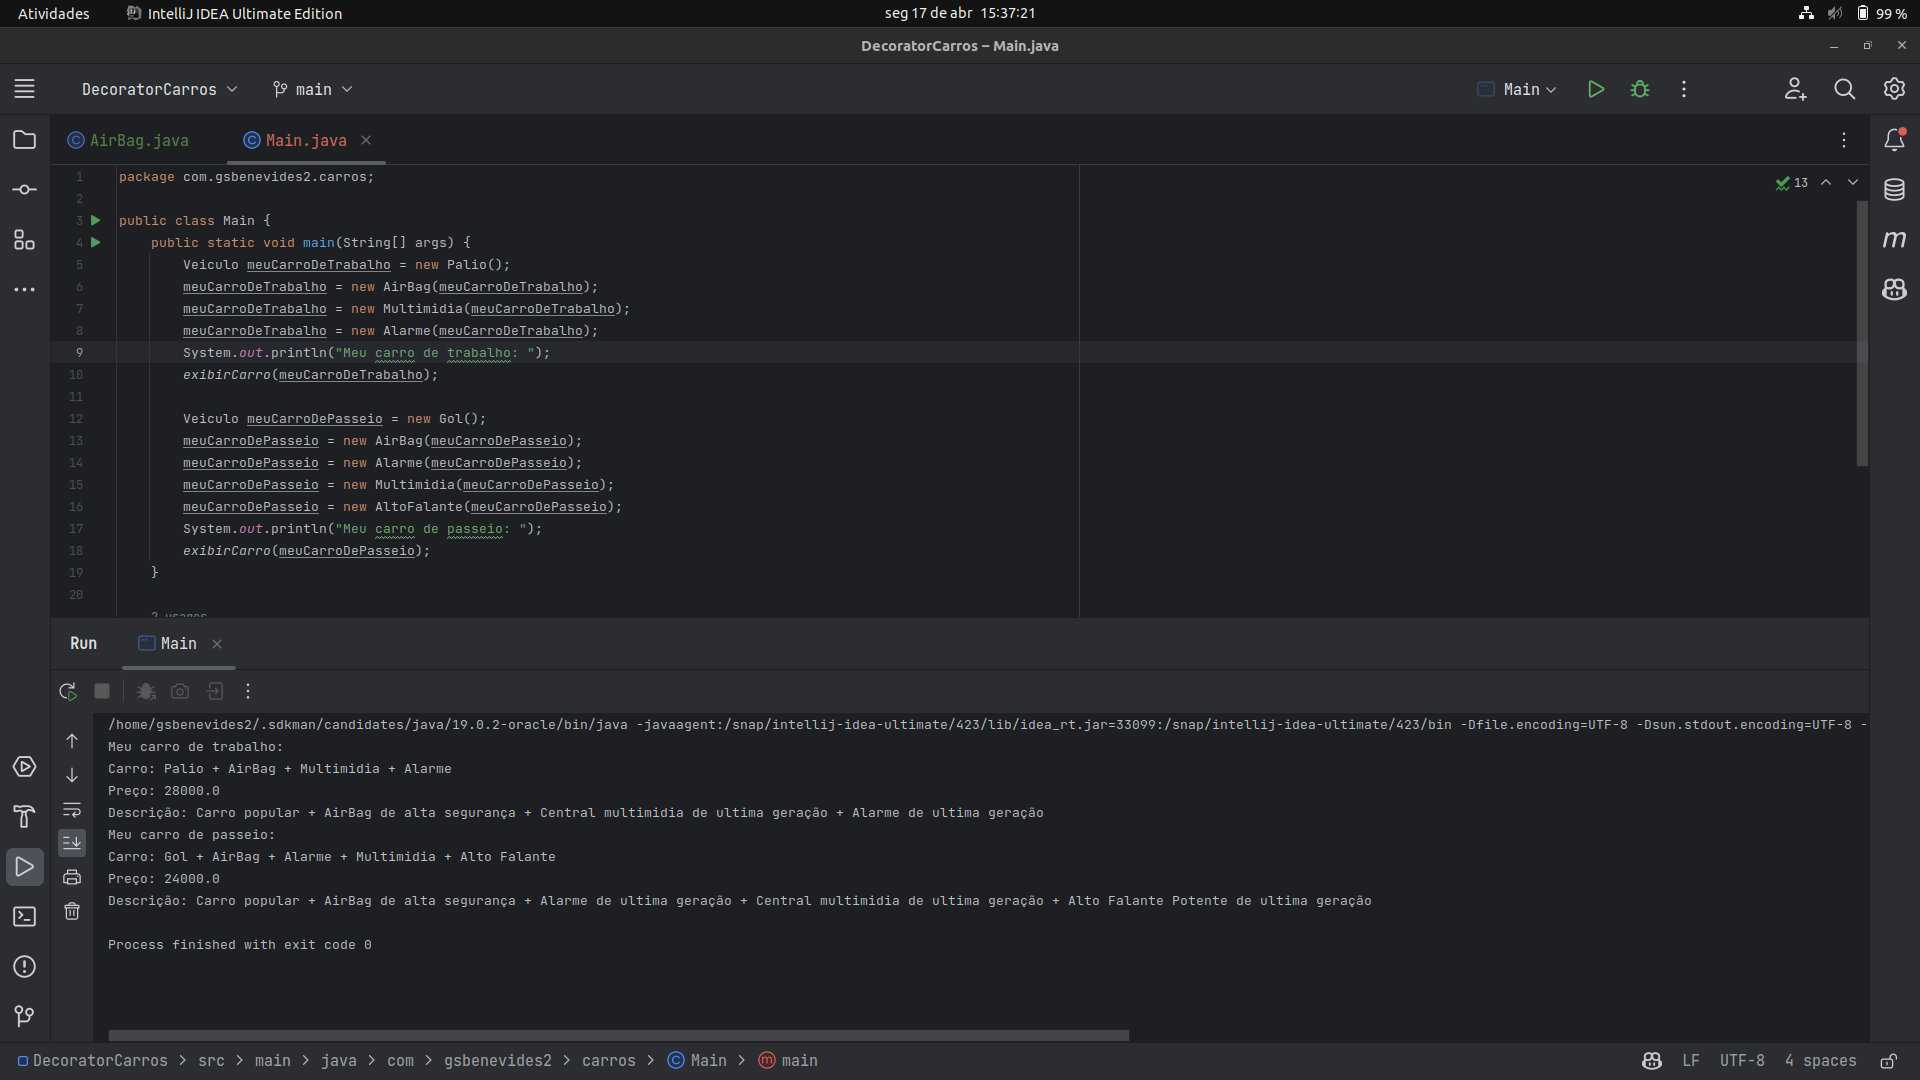 Atividades IntelliJ IDEA Ultimate Edition seg 17 de abr 15:37:21 99 %
DecoratorCarros – Main.java
DecoratorCarros main Main
AirBag.java Main.java
1 package com.gsbenevides2.carros; 13
2
3 public class Main {
4 public static void main(String[] args) {
5 Veiculo meuCarroDeTrabalho = new Palio();
6 meuCarroDeTrabalho = new AirBag(meuCarroDeTrabalho);
7 meuCarroDeTrabalho = new Multimidia(meuCarroDeTrabalho);
8 meuCarroDeTrabalho = new Alarme(meuCarroDeTrabalho);
9 System.out.println("Meu carro de trabalho: ");
10 exibirCarro(meuCarroDeTrabalho);
11
12 Veiculo meuCarroDePasseio = new Gol();
13 meuCarroDePasseio = new AirBag(meuCarroDePasseio);
14 meuCarroDePasseio = new Alarme(meuCarroDePasseio);
15 meuCarroDePasseio = new Multimidia(meuCarroDePasseio);
16 meuCarroDePasseio = new AltoFalante(meuCarroDePasseio);
17 System.out.println("Meu carro de passeio: ");
18 exibirCarro(meuCarroDePasseio);
19 }
20
2 usages
Run Main
/home/gsbenevides2/.sdkman/candidates/java/19.0.2-oracle/bin/java -javaagent:/snap/intellij-idea-ultimate/423/lib/idea_rt.jar=33099:/snap/intellij-idea-ultimate/423/bin -Dfile.encoding=UTF-8 -Dsun.stdout.encoding=UTF-8 -
Meu carro de trabalho:
Carro: Palio + AirBag + Multimidia + Alarme
Preço: 28000.0
Descrição: Carro popular + AirBag de alta segurança + Central multimidia de ultima geração + Alarme de ultima geração
Meu carro de passeio:
Carro: Gol + AirBag + Alarme + Multimidia + Alto Falante
Preço: 24000.0
Descrição: Carro popular + AirBag de alta segurança + Alarme de ultima geração + Central multimidia de ultima geração + Alto Falante Potente de ultima geração
Process finished with exit code 0
DecoratorCarros > src > main > java > com > gsbenevides2 > carros > Main > main LF UTF-8 4 spaces